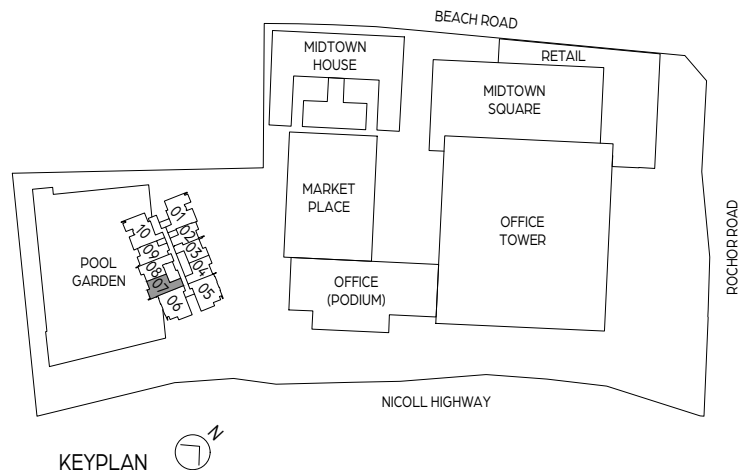 BEACH ROAD
MIDTOWN
HOUSE
RETAIL
MIDTOWN
SQUARE
MARKET
PLACE
OFFICE
TOWER
ROCHOR ROAD
01
02
03
04
05
10
09
08
07
06
POOL
GARDEN
OFFICE
(PODIUM)
NICOLL HIGHWAY
KEYPLAN
N